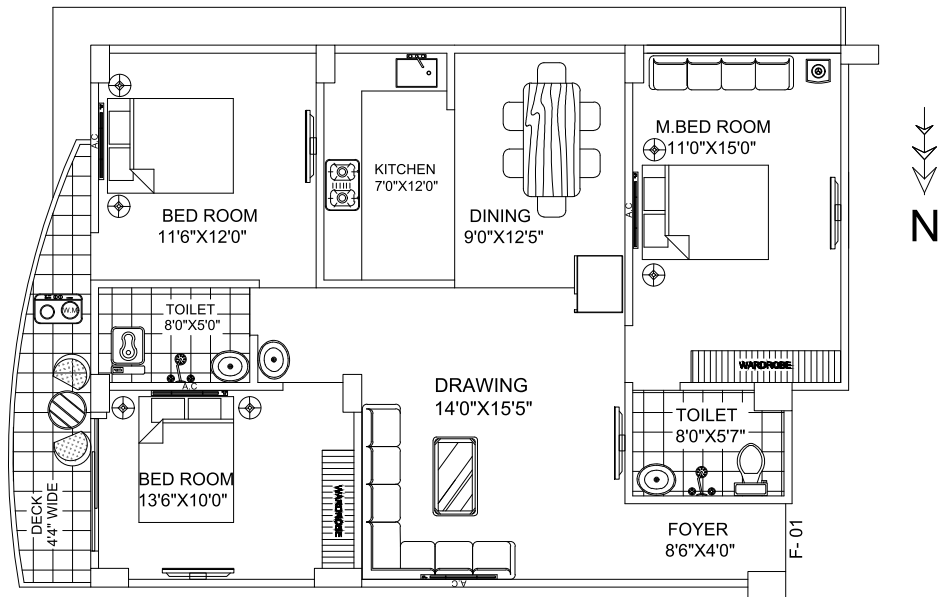 M.BED ROOM
11'0"X15'0"
KITCHEN
7'0"X12'0"
A.C
BED ROOM
11'6"X12'0"
DINING
9'0"X12'5"
A.C
N
W.M
TOILET
8'0"X5'0"
WARDROBE
A.C
DRAWING
14'0"X15'5"
TOILET
8'0"X5'7"
BED ROOM
13'6"X10'0"
WARDROBE
DECK
4'4" WIDE
FOYER
8'6"X4'0"
F- 01
A.C